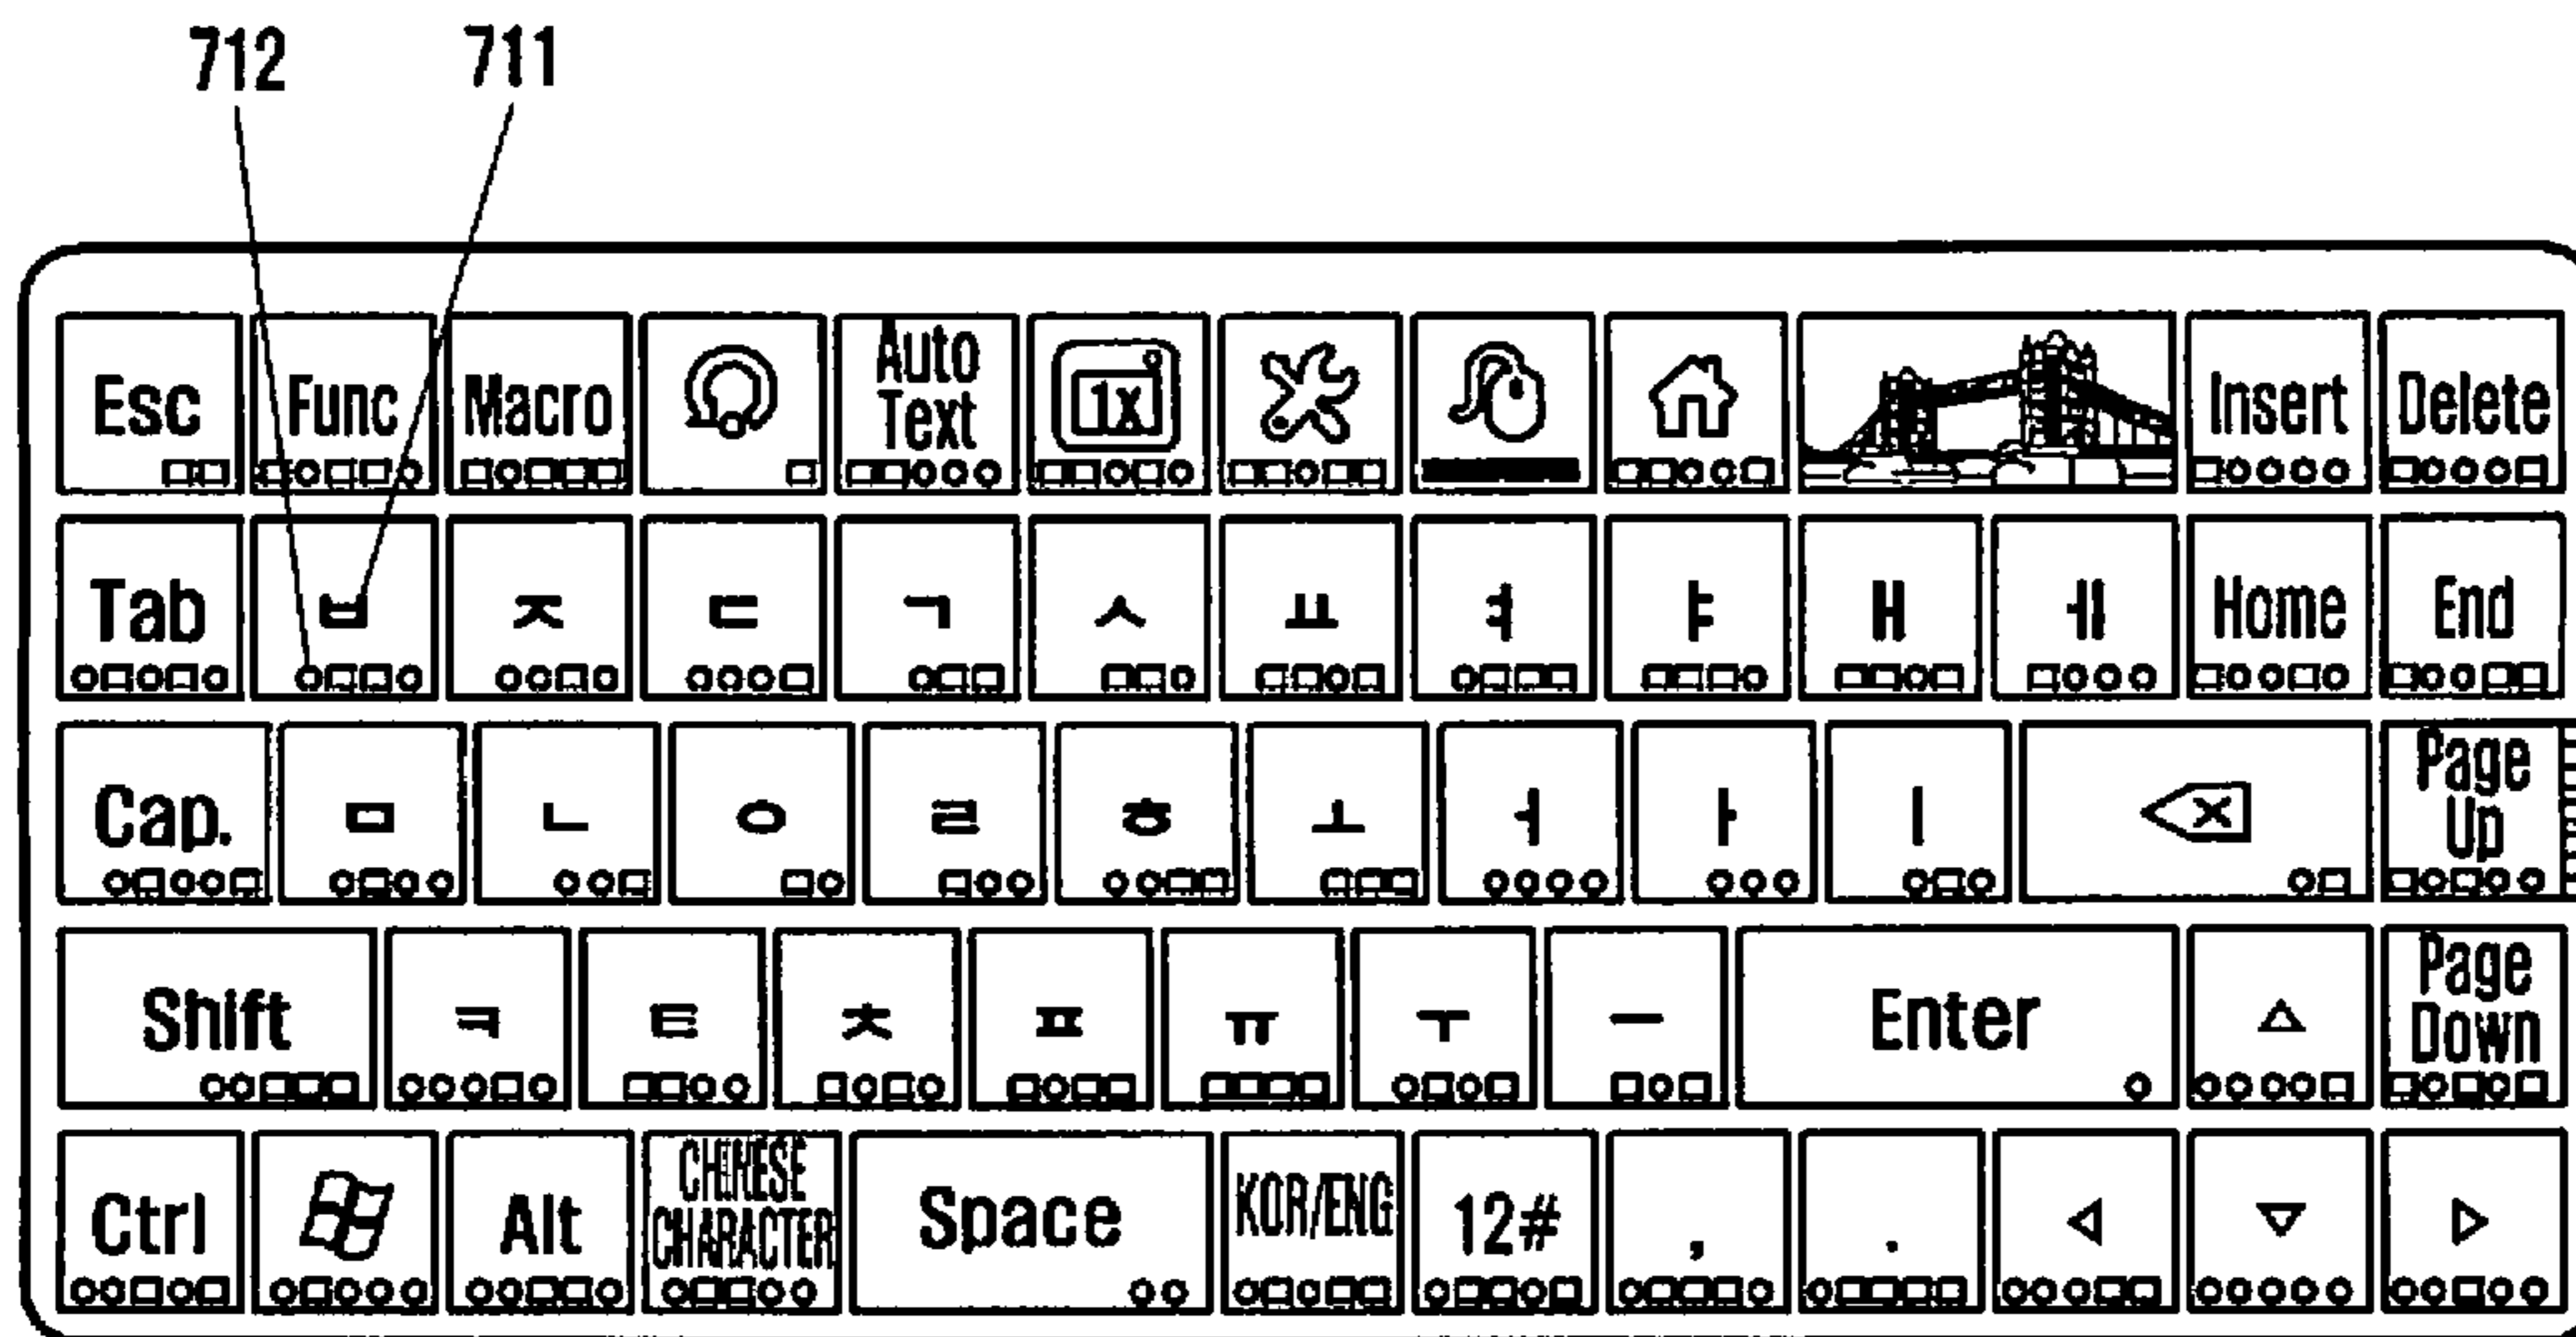 712 711
Esc Func Macro Auto Text 1x Insert Delete
Tab ㅂ ㅈ ㄷ ㄱ ㅅ ㅛ ㅕ ㅑ ㅐ ㅔ Home End
Cap. ㅁ ㄴ ㅇ ㄹ ㅎ ㅗ ㅓ ㅏ ㅣ Page Up
Shift ㅋ ㅌ ㅊ ㅍ ㅠ ㅜ ㅡ Enter Page Down
Ctrl Alt CHINESE CHARACTER Space KOR/ENG 12# , .